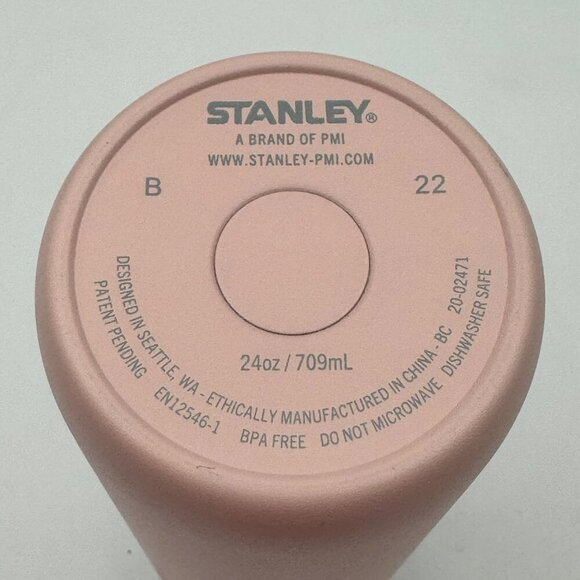 STANLEY®
A BRAND OF PMI
WWW.STANLEY-PMI.COM
B 22
24oz / 709mL
DESIGNED IN SEATTLE, WA - ETHICALLY MANUFACTURED IN CHINA - BC 20-02471
PATENT PENDING EN12546-1 BPA FREE DO NOT MICROWAVE DISHWASHER SAFE